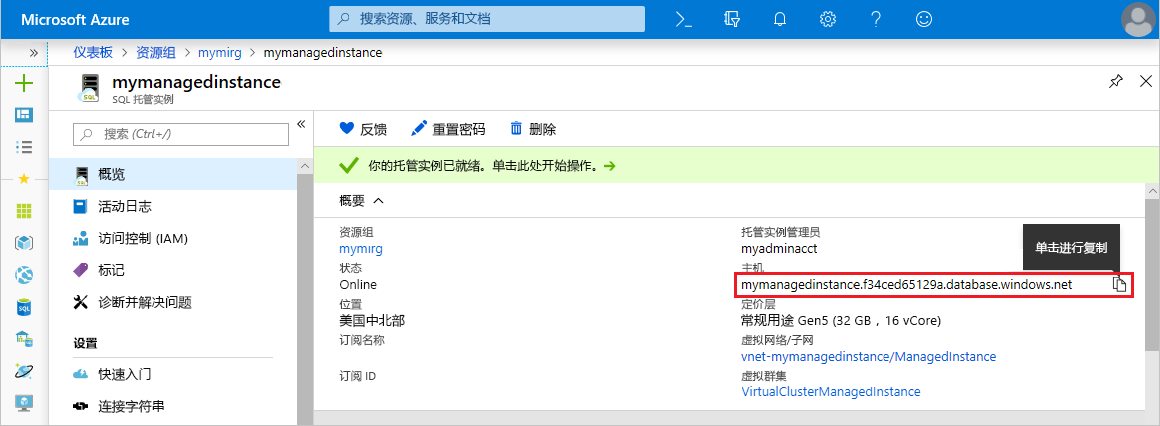 Microsoft Azure
搜索资源、服务和文档
仪表板 > 资源组 > mymirg > mymanagedinstance
mymanagedinstance
SQL 托管实例
搜索 (Ctrl+/)
概览
活动日志
访问控制 (IAM)
标记
诊断并解决问题
设置
快速入门
连接字符串
反馈 重置密码 删除
你的托管实例已就绪。单击此处开始操作。→
概要
资源组
mymirg
状态
Online
位置
美国中北部
订阅名称
订阅 ID
托管实例管理员
myadminacct
单击进行复制
主机
mymanagedinstance.f34ced65129a.database.windows.net
定价层
常规用途 Gen5 (32 GB，16 vCore)
虚拟网络/子网
vnet-mymanagedinstance/ManagedInstance
虚拟群集
VirtualClusterManagedInstance